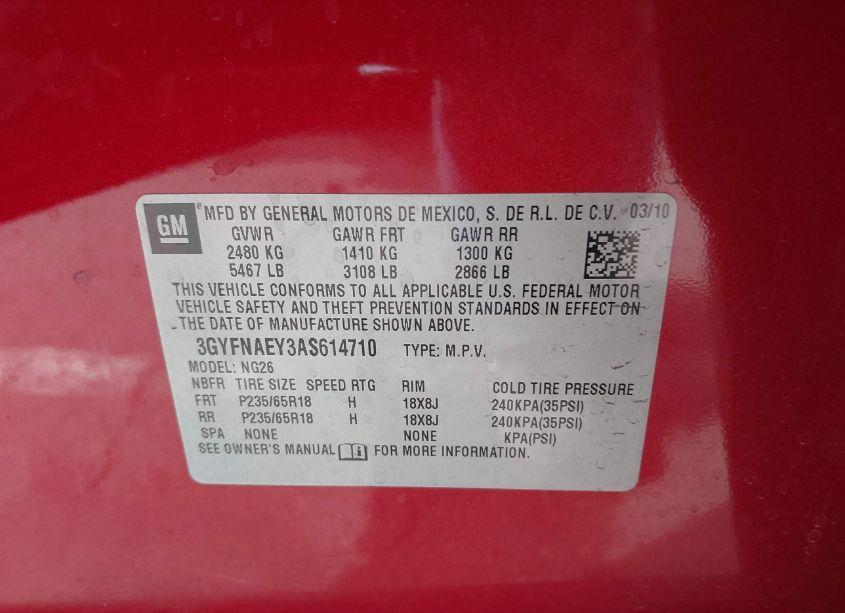 GM ® MFD BY GENERAL MOTORS DE MEXICO, S. DE R.L. DE C.V. 03/10
GVWR GAWR FRT GAWR RR
2480 KG 1410 KG 1300 KG
5467 LB 3108 LB 2866 LB
THIS VEHICLE CONFORMS TO ALL APPLICABLE U.S. FEDERAL MOTOR
VEHICLE SAFETY AND THEFT PREVENTION STANDARDS IN EFFECT ON
THE DATE OF MANUFACTURE SHOWN ABOVE.
3GYFNAEY3AS614710 TYPE: M.P.V.
MODEL: NG26
NBFR TIRE SIZE SPEED RTG RIM COLD TIRE PRESSURE
FRT P235/65R18 H 18X8J 240KPA(35PSI)
RR P235/65R18 H 18X8J 240KPA(35PSI)
SPA NONE NONE KPA(PSI)
SEE OWNER'S MANUAL FOR MORE INFORMATION.